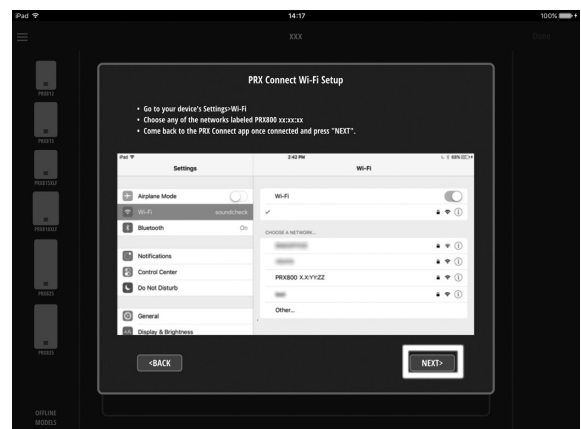 iPad 14:17 100%
XXX Done
PRX Connect Wi-Fi Setup
• Go to your device's Settings>Wi-Fi
• Choose any of the networks labeled PRX800 xx:xx:xx
• Come back to the PRX Connect app once connected and press "NEXT".
iPad 2:42 PM
Settings Wi-Fi
Airplane Mode
Wi-Fi soundcheck
Bluetooth On
Notifications
Control Center
Do Not Disturb
General
Display & Brightness
Wi-Fi
CHOOSE A NETWORK...
PRX800 X.X:YY:ZZ
Other...
<BACK
NEXT>
PRX812
PRX815
PRX815XLF
PRX818XLF
PRX825
PRX835
OFFLINE
MODELS